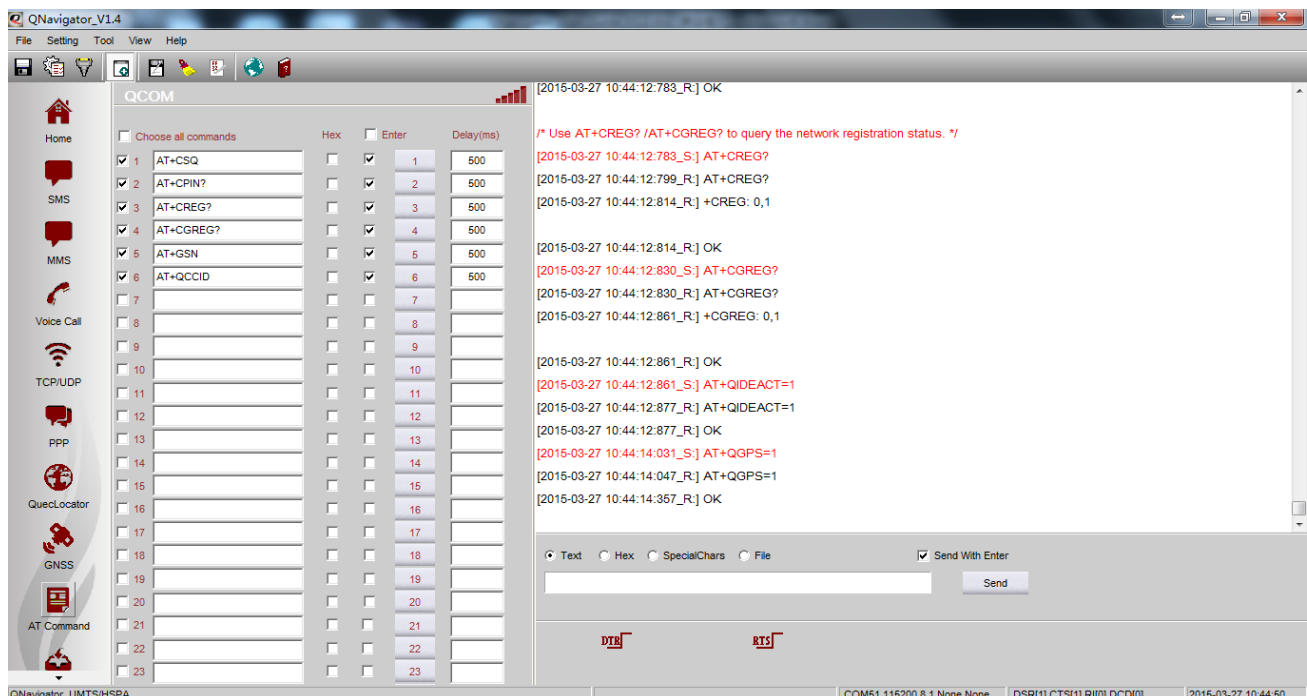 QNavigator_V1.4
File Setting Tool View Help
Home
SMS
MMS
Voice Call
TCP/UDP
PPP
QuecLocator
GNSS
AT Command
QCOM
Choose all commands Hex Enter Delay(ms)
1 AT+CSQ 1 500
2 AT+CPIN? 2 500
3 AT+CREG? 3 500
4 AT+CGREG? 4 500
5 AT+GSN 5 500
6 AT+QCCID 6 500
7 7
8 8
9 9
10 10
11 11
12 12
13 13
14 14
15 15
16 16
17 17
18 18
19 19
20 20
21 21
22 22
23 23
[2015-03-27 10:44:12:783_R:] OK
/* Use AT+CREG? /AT+CGREG? to query the network registration status. */
[2015-03-27 10:44:12:783_S:] AT+CREG?
[2015-03-27 10:44:12:799_R:] AT+CREG?
[2015-03-27 10:44:12:814_R:] +CREG: 0,1
[2015-03-27 10:44:12:814_R:] OK
[2015-03-27 10:44:12:830_S:] AT+CGREG?
[2015-03-27 10:44:12:830_R:] AT+CGREG?
[2015-03-27 10:44:12:861_R:] +CGREG: 0,1
[2015-03-27 10:44:12:861_R:] OK
[2015-03-27 10:44:12:861_S:] AT+QIDEACT=1
[2015-03-27 10:44:12:877_R:] AT+QIDEACT=1
[2015-03-27 10:44:12:877_R:] OK
[2015-03-27 10:44:14:031_S:] AT+QGPS=1
[2015-03-27 10:44:14:047_R:] AT+QGPS=1
[2015-03-27 10:44:14:357_R:] OK
Text Hex SpecialChars File Send With Enter
Send
DTR RTS
QNavigator, UMTS/HSPA COM51,115200,8,1,None,None DSR[1] CTS[1] RI[0] DCD[0] 2015-03-27 10:44:50